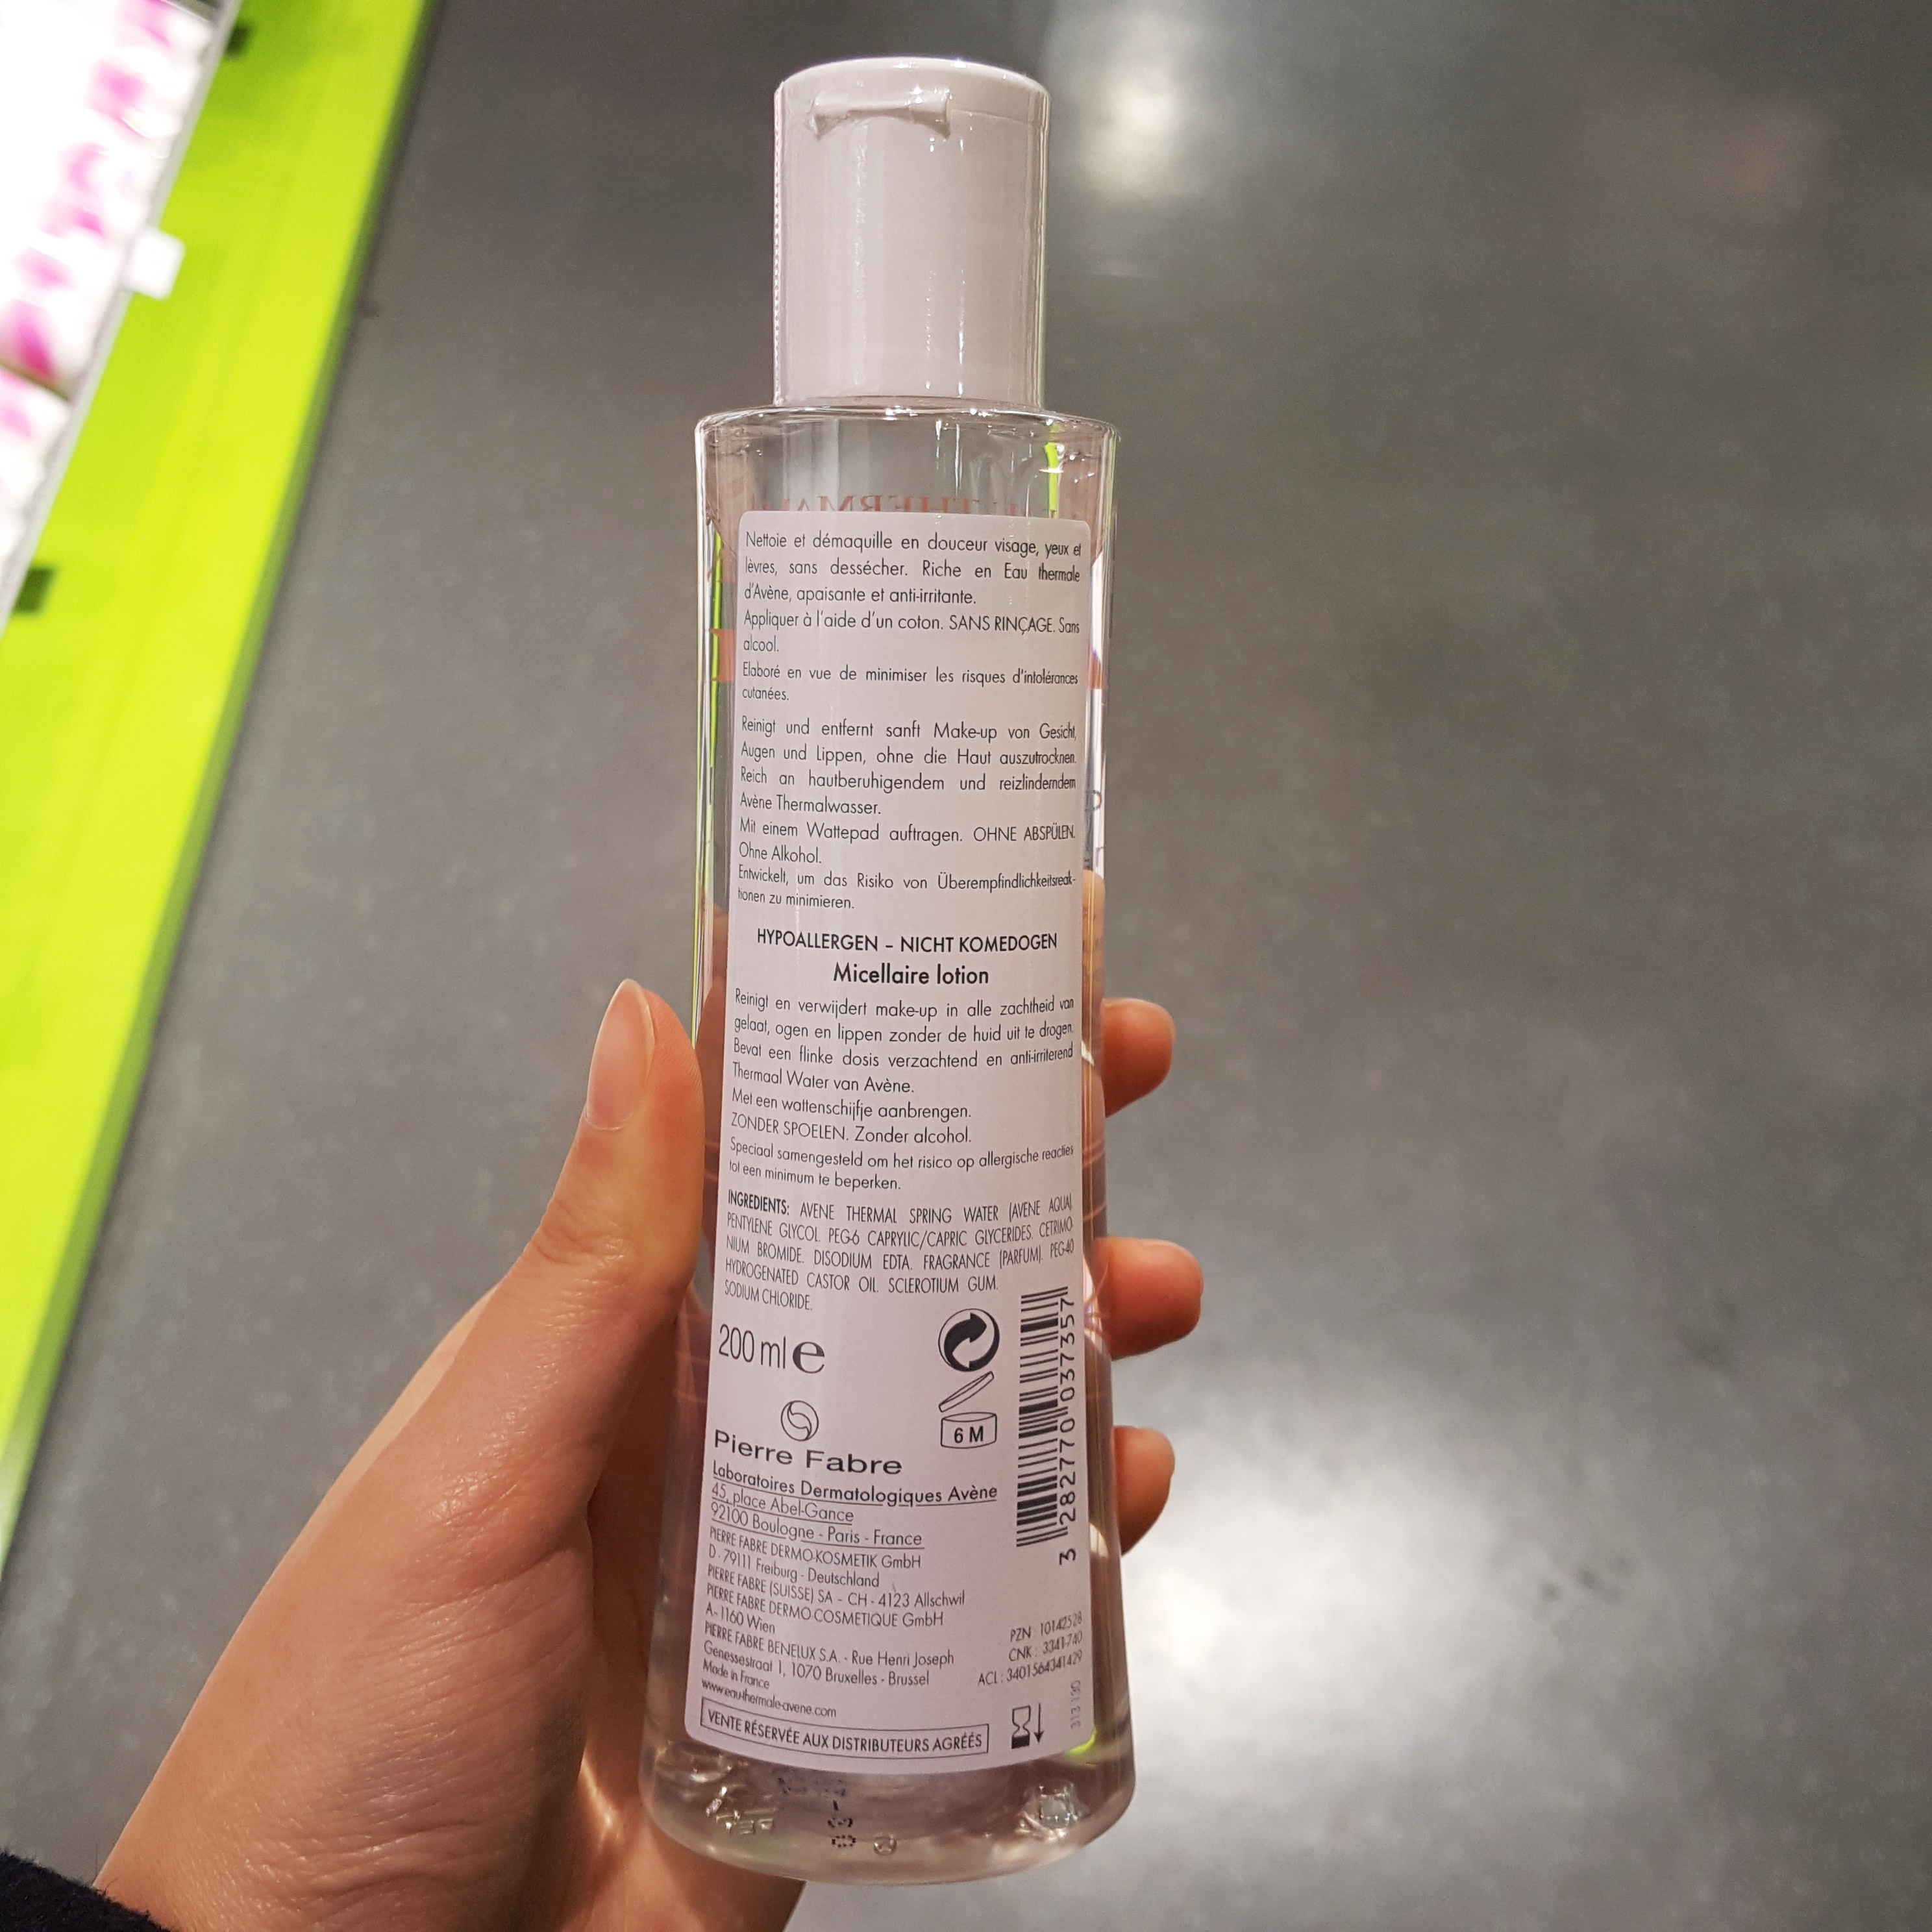 Nettoie et démaquille en douceur visage, yeux et
lèvres, sans dessécher. Riche en Eau thermale
d'Avène, apaisante et anti-irritante.
Appliquer à l'aide d'un coton. SANS RINÇAGE. Sans
alcool.
Elaboré en vue de minimiser les risques d'intolérances
cutanées.
Reinigt und entfernt sanft Make-up von Gesicht,
Augen und Lippen, ohne die Haut auszutrocknen.
Reich an hautberuhigendem und reizlinderndem
Avène Thermalwasser.
Mit einem Wattepad auftragen. OHNE ABSPÜLEN.
Ohne Alkohol.
Entwickelt, um das Risiko von Überempfindlichkeitsreak-
tionen zu minimieren.
HYPOALLERGEN – NICHT KOMEDOGEN
Micellaire lotion
Reinigt en verwijdert make-up in alle zachtheid van
gelaat, ogen en lippen zonder de huid uit te drogen.
Bevat een flinke dosis verzachtend en anti-irriterend
Thermaal Water van Avène.
Met een wattenschijfje aanbrengen.
ZONDER SPOELEN. Zonder alcohol.
Speciaal samengesteld om het risico op allergische reacties
tot een minimum te beperken.
INGREDIENTS: AVENE THERMAL SPRING WATER (AVENE AQUA).
PENTYLENE GLYCOL. PEG-6 CAPRYLIC/CAPRIC GLYCERIDES. CETRIMO-
NIUM BROMIDE. DISODIUM EDTA. FRAGRANCE (PARFUM). PEG-40
HYDROGENATED CASTOR OIL. SCLEROTIUM GUM.
SODIUM CHLORIDE.
200 ml e
6 M
3 282770 037357
Pierre Fabre
Laboratoires Dermatologiques Avène
45, place Abel-Gance
92100 Boulogne - Paris - France
PIERRE FABRE DERMO-KOSMETIK GmbH
D - 79111 Freiburg - Deutschland
PIERRE FABRE (SUISSE) SA - CH - 4123 Allschwil
PIERRE FABRE DERMO-COSMETIQUE GmbH
A- 1160 Wien
PIERRE FABRE BENELUX S.A. - Rue Henri Joseph
Genessestraat 1, 1070 Bruxelles - Brussel
Made in France
www.eau-thermale-avene.com
PZN : 10142528
CNK : 3341-740
ACL : 3401564341429
313 130
VENTE RÉSERVÉE AUX DISTRIBUTEURS AGRÉÉS